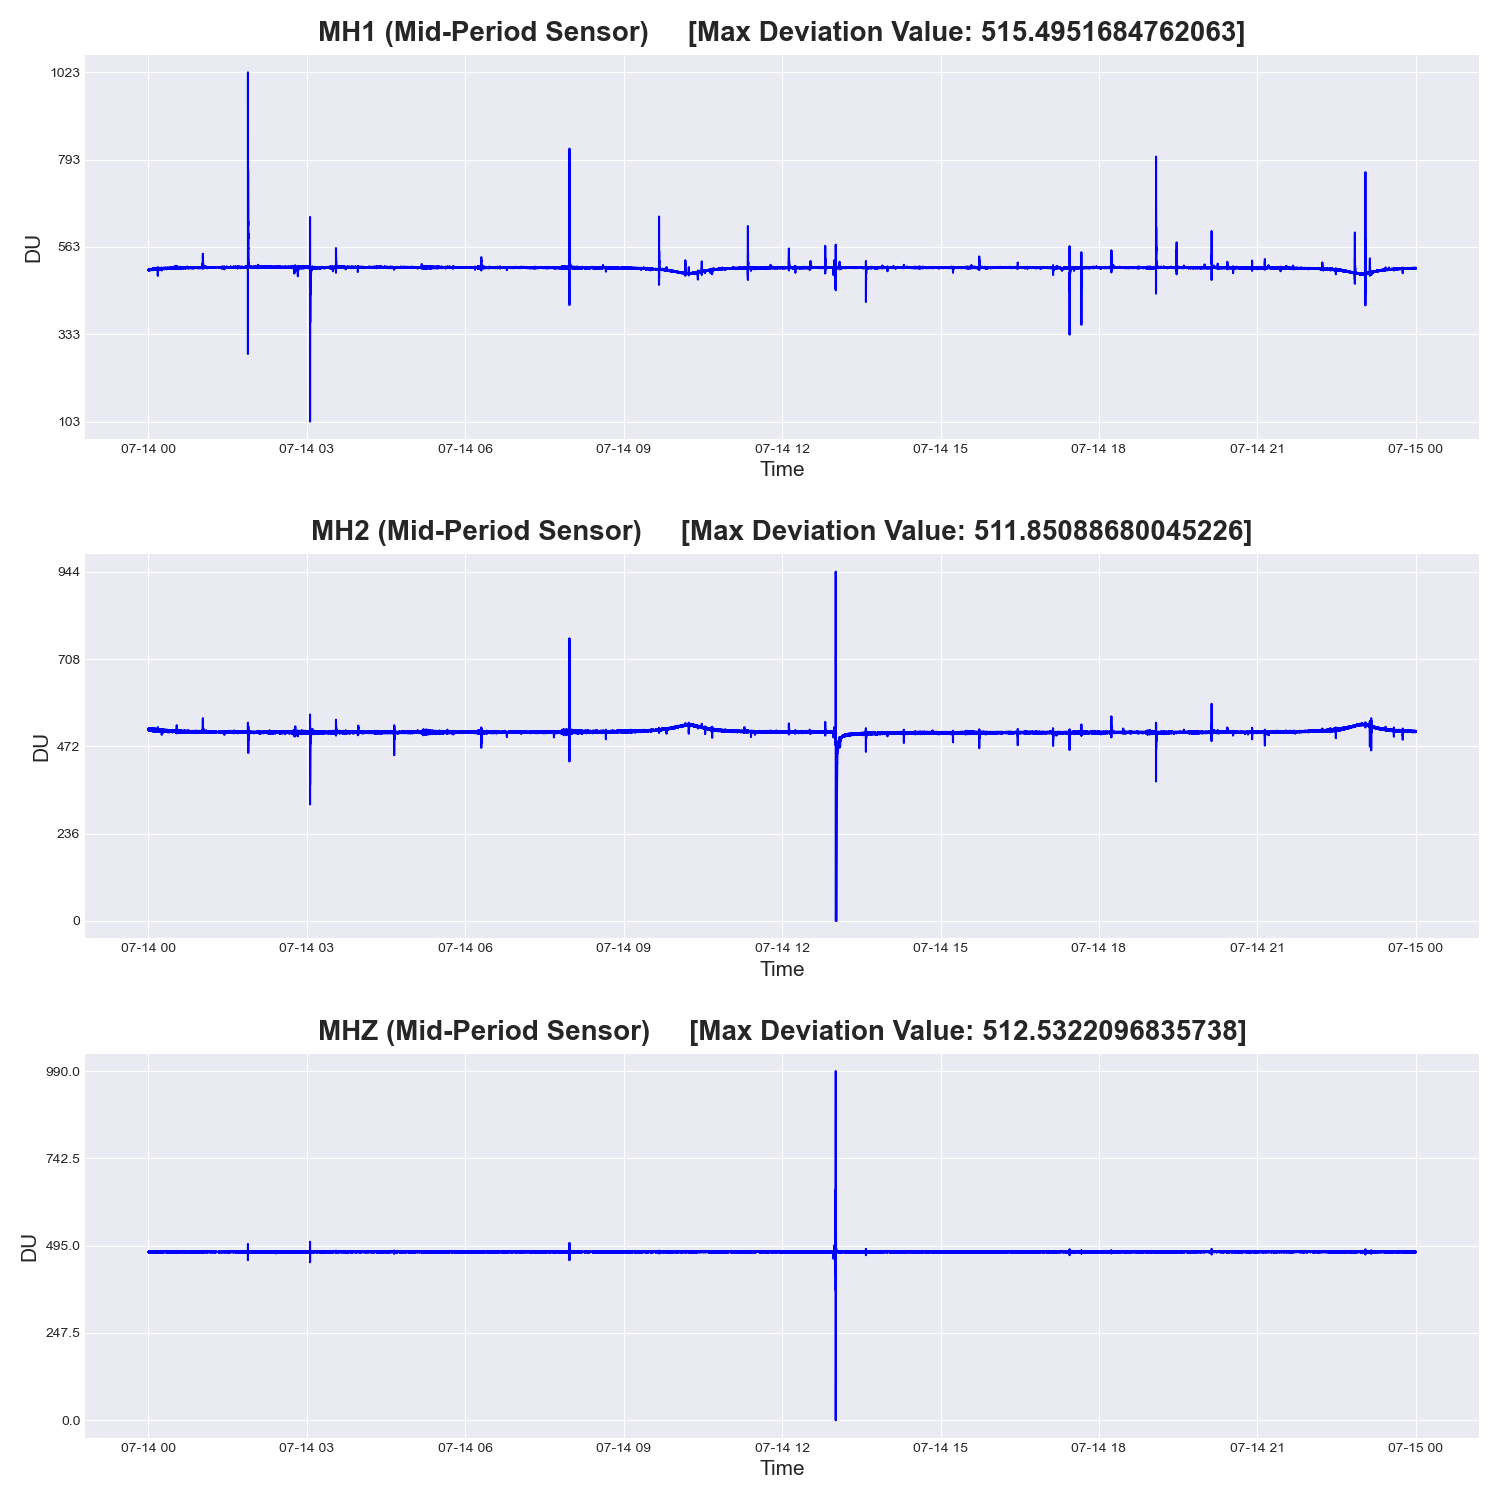 MH1 (Mid-Period Sensor) [Max Deviation Value: 515.4951684762063]
1023
793
563
333
103
DU
07-14 00 07-14 03 07-14 06 07-14 09 07-14 12 07-14 15 07-14 18 07-14 21 07-15 00
Time
MH2 (Mid-Period Sensor) [Max Deviation Value: 511.85088680045226]
944
708
472
236
0
DU
07-14 00 07-14 03 07-14 06 07-14 09 07-14 12 07-14 15 07-14 18 07-14 21 07-15 00
Time
MHZ (Mid-Period Sensor) [Max Deviation Value: 512.5322096835738]
990.0
742.5
495.0
247.5
0.0
DU
07-14 00 07-14 03 07-14 06 07-14 09 07-14 12 07-14 15 07-14 18 07-14 21 07-15 00
Time